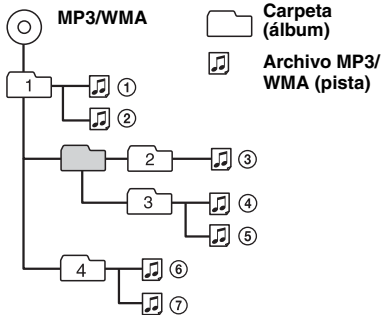 MP3/WMA
Carpeta
(álbum)
Archivo MP3/
WMA (pista)
1
①
②
2
③
3
④
⑤
4
⑥
⑦